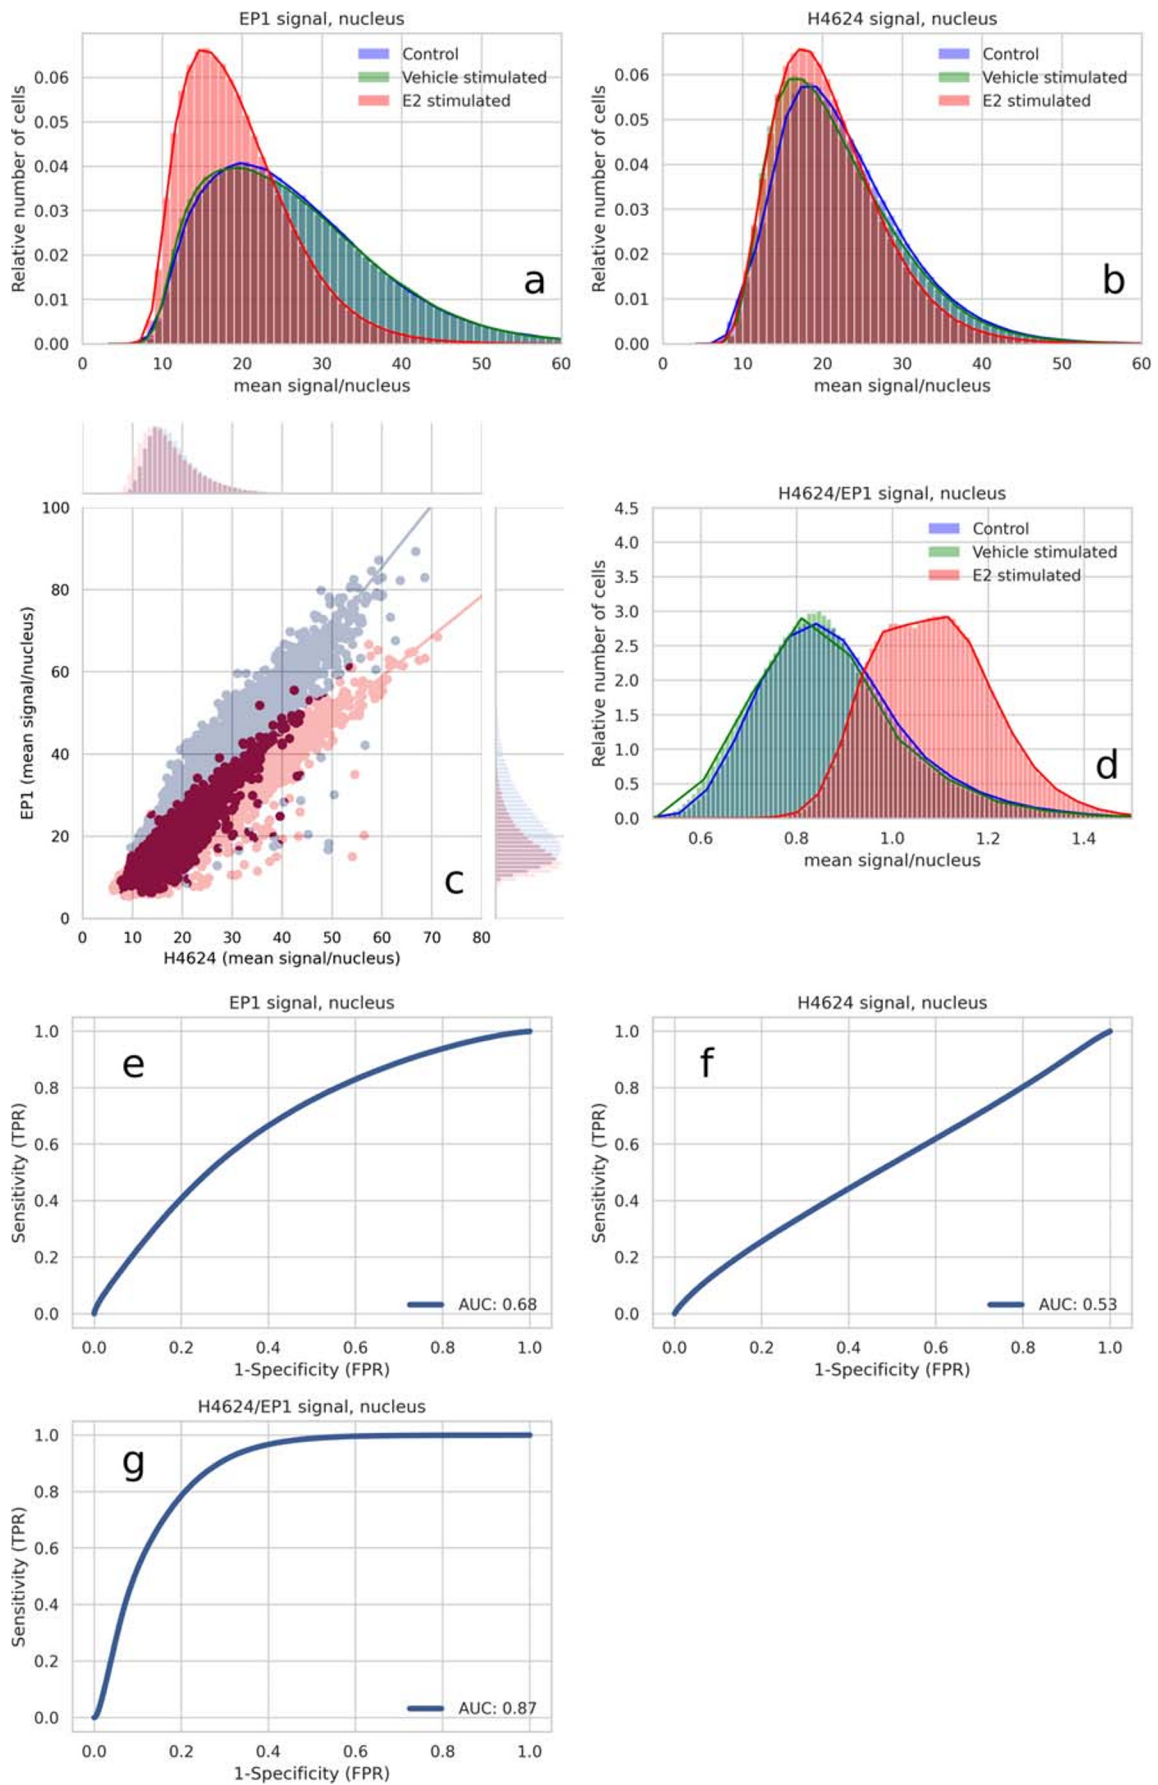 EP1 signal, nucleus
Relative number of cells
0.06
0.05
0.04
0.03
0.02
0.01
0.00
Control
Vehicle stimulated
E2 stimulated
a
0 10 20 30 40 50 60
mean signal/nucleus
H4624 signal, nucleus
Relative number of cells
0.06
0.05
0.04
0.03
0.02
0.01
0.00
Control
Vehicle stimulated
E2 stimulated
b
0 10 20 30 40 50 60
mean signal/nucleus
EP1 (mean signal/nucleus)
100
80
60
40
20
0
c
0 10 20 30 40 50 60 70 80
H4624 (mean signal/nucleus)
H4624/EP1 signal, nucleus
Relative number of cells
4.5
4.0
3.5
3.0
2.5
2.0
1.5
1.0
0.5
0.0
Control
Vehicle stimulated
E2 stimulated
d
0.6 0.8 1.0 1.2 1.4
mean signal/nucleus
EP1 signal, nucleus
Sensitivity (TPR)
1.0
0.8
0.6
0.4
0.2
0.0
e
AUC: 0.68
0.0 0.2 0.4 0.6 0.8 1.0
1-Specificity (FPR)
H4624 signal, nucleus
Sensitivity (TPR)
1.0
0.8
0.6
0.4
0.2
0.0
f
AUC: 0.53
0.0 0.2 0.4 0.6 0.8 1.0
1-Specificity (FPR)
H4624/EP1 signal, nucleus
Sensitivity (TPR)
1.0
0.8
0.6
0.4
0.2
0.0
g
AUC: 0.87
0.0 0.2 0.4 0.6 0.8 1.0
1-Specificity (FPR)